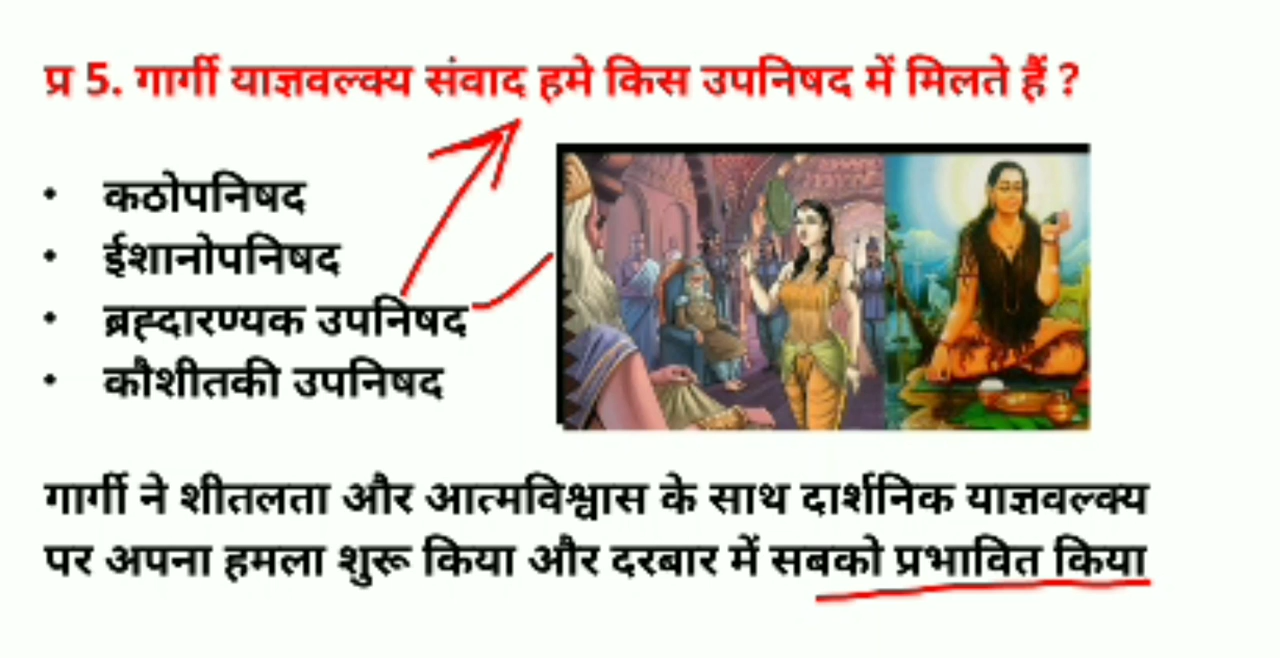 प्र 5. गार्गी याज्ञवल्क्य संवाद हमे किस उपनिषद में मिलते हैं ?
• कठोपनिषद
• ईशानोपनिषद
• ब्रह्दारण्यक उपनिषद
• कौशीतकी उपनिषद
गार्गी ने शीतलता और आत्मविश्वास के साथ दार्शनिक याज्ञवल्क्य
पर अपना हमला शुरू किया और दरबार में सबको प्रभावित किया